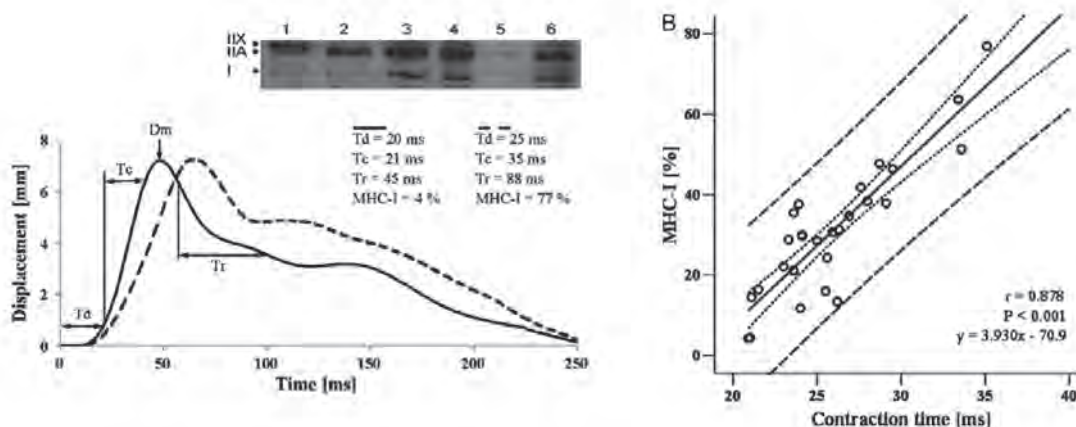 1 2 3 4 5 6
IIX
IIA
I
Displacement [mm]
8
6
4
2
0
Dm
Tc
Td
Tr
Td = 20 ms
Tc = 21 ms
Tr = 45 ms
MHC-I = 4 %
Td = 25 ms
Tc = 35 ms
Tr = 88 ms
MHC-I = 77 %
0 50 100 150 200 250
Time [ms]
B
MHC-I [%]
80
60
40
20
0
r = 0.878
P < 0.001
y = 3.930x - 70.9
20 25 30 35 40
Contraction time [ms]